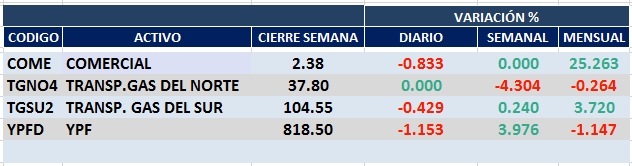 VARIACIÓN %
CODIGO ACTIVO CIERRE SEMANA DIARIO SEMANAL MENSUAL
COME COMERCIAL 2.38 -0.833 0.000 25.263
TGNO4 TRANSP.GAS DEL NORTE 37.80 0.000 -4.304 -0.264
TGSU2 TRANSP. GAS DEL SUR 104.55 -0.429 0.240 3.720
YPFD YPF 818.50 -1.153 3.976 -1.147